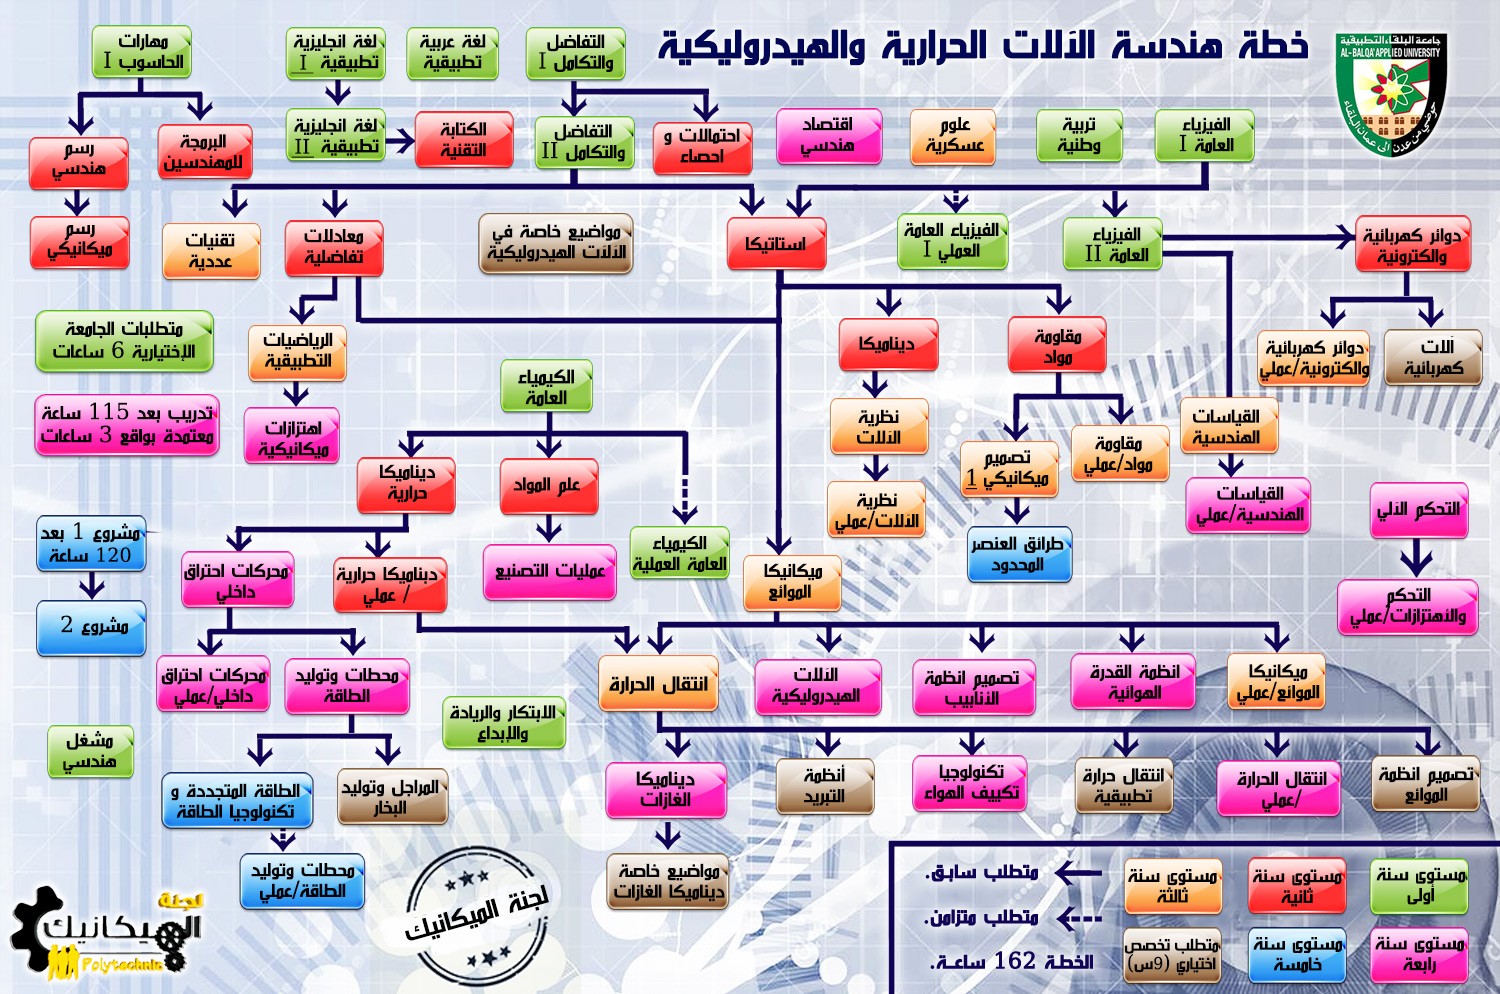 خطة هندسة الآلات الحرارية والهيدروليكية
جامعة البلقاء التطبيقية
AL-BALQA' APPLIED UNIVERSITY
حوضي من عدن الى عمان البلقاء
مهارات
الحاسوب I
لغة انجليزية
تطبيقية I
لغة عربية
تطبيقية
التفاضل
والتكامل I
رسم
هندسي
البرمجة
للمهندسين
لغة انجليزية
تطبيقية II
الكتابة
التقنية
التفاضل
والتكامل II
احتمالات و
احصاء
اقتصاد
هندسي
علوم
عسكرية
تربية
وطنية
الفيزياء
العامة I
رسم
ميكانيكي
تقنيات
عددية
معادلات
تفاضلية
مواضيع خاصة في
الآلات الهيدروليكية
استاتيكا
الفيزياء العامة
العملي I
الفيزياء
العامة II
دوائر كهربائية
والكترونية
متطلبات الجامعة
الإختيارية 6 ساعات
الرياضيات
التطبيقية
ديناميكا
مقاومة
مواد
دوائر كهربائية
والكترونية/عملي
آلات
كهربائية
الكيمياء
العامة
تدريب بعد 115 ساعة
معتمدة بواقع 3 ساعات
اهتزازات
ميكانيكية
نظرية
الآلات
تصميم
ميكانيكي 1
مقاومة
مواد/عملي
القياسات
الهندسية
ديناميكا
حرارية
علم المواد
نظرية
الآلات/عملي
القياسات
الهندسية/عملي
التحكم الآلي
مشروع 1 بعد
120 ساعة
محركات احتراق
داخلي
ديناميكا حرارية
/ عملي
عمليات التصنيع
الكيمياء
العامة العملية
ميكانيكا
الموائع
طرائق العنصر
المحدود
التحكم
والأهتزازات/عملي
مشروع 2
محركات احتراق
داخلي/عملي
محطات وتوليد
الطاقة
انتقال الحرارة
الآلات
الهيدروليكية
تصميم انظمة
الأنابيب
انظمة القدرة
الهوائية
ميكانيكا
الموائع/عملي
الابتكار والريادة
والإبداع
مشغل
هندسي
الطاقة المتجددة و
تكنولوجيا الطاقة
المراجل وتوليد
البخار
ديناميكا
الغازات
أنظمة
التبريد
تكنولوجيا
تكييف الهواء
انتقال حرارة
تطبيقية
انتقال الحرارة
/عملي
تصميم انظمة
الموائع
محطات وتوليد
الطاقة/عملي
مواضيع خاصة
ديناميكا الغازات
لجنة الميكانيك
لجنة
الميكانيك
Polytechnic
متطلب سابق.
متطلب متزامن.
الخطة 162 ساعة.
مستوى سنة
أولى
مستوى سنة
ثانية
مستوى سنة
ثالثة
مستوى سنة
رابعة
مستوى سنة
خامسة
متطلب تخصص
اختياري (9س)